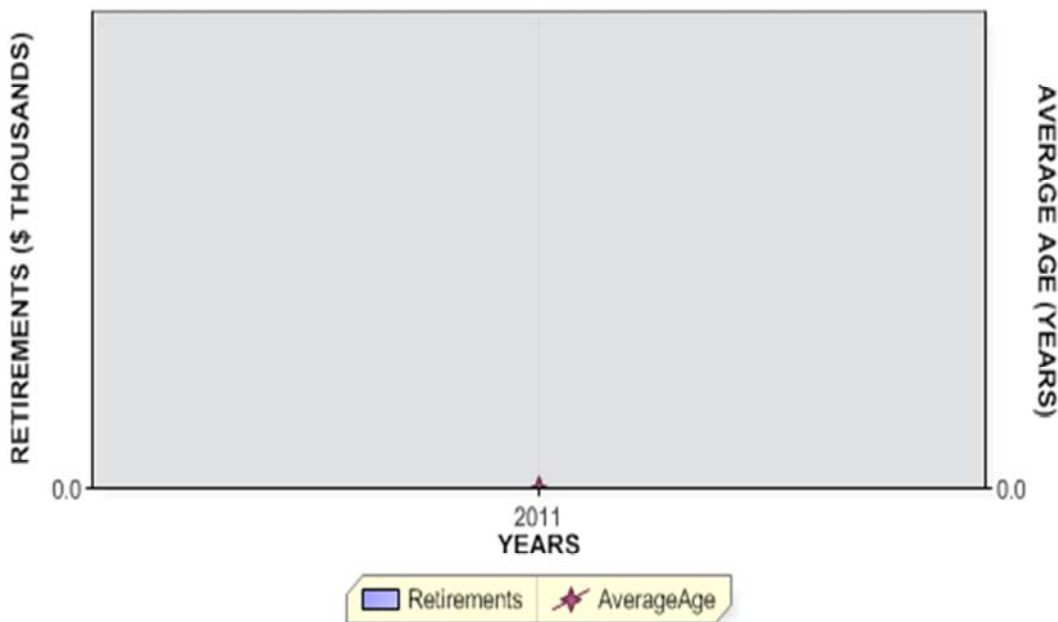 RETIREMENTS ($ THOUSANDS)
AVERAGE AGE (YEARS)
0.0
0.0
2011
YEARS
Retirements
AverageAge